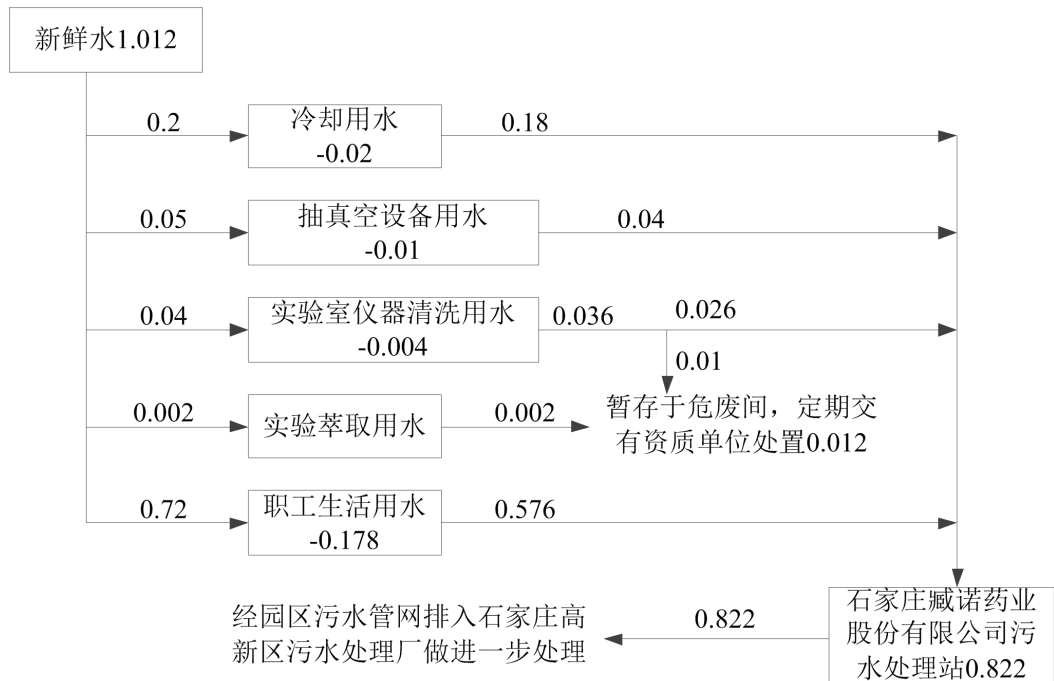 新鲜水1.012
0.2
冷却用水
-0.02
0.18
0.05
抽真空设备用水
-0.01
0.04
0.04
实验室仪器清洗用水
-0.004
0.036
0.026
0.01
0.002
实验萃取用水
0.002
暂存于危废间，定期交
有资质单位处置0.012
0.72
职工生活用水
-0.178
0.576
经园区污水管网排入石家庄高
新区污水处理厂做进一步处理
0.822
石家庄臧诺药业
股份有限公司污
水处理站0.822